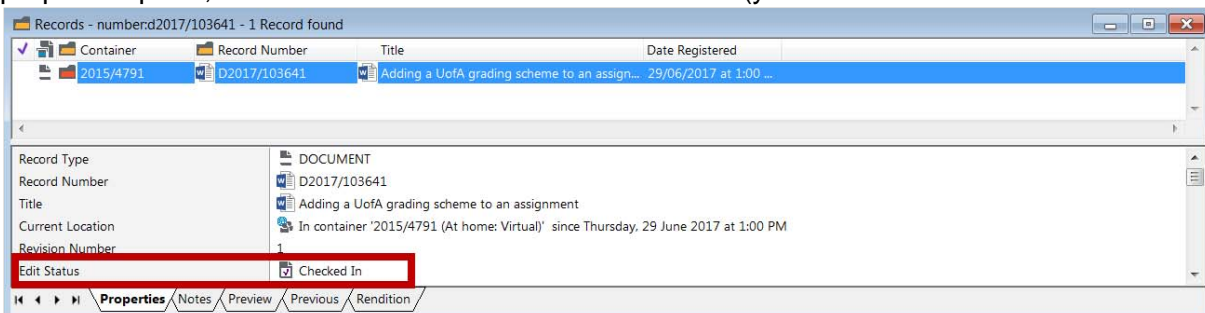 Records - number:d2017/103641 - 1 Record found
Container Record Number Title Date Registered
2015/4791 D2017/103641 Adding a UofA grading scheme to an assign... 29/06/2017 at 1:00 ...
Record Type DOCUMENT
Record Number D2017/103641
Title Adding a UofA grading scheme to an assignment
Current Location In container '2015/4791 (At home: Virtual)' since Thursday, 29 June 2017 at 1:00 PM
Revision Number 1
Edit Status Checked In
Properties Notes Preview Previous Rendition